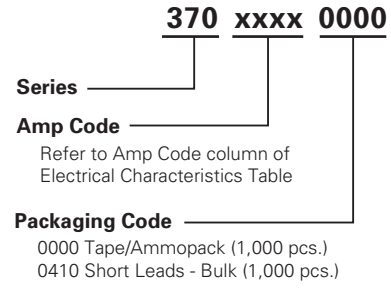 370 xxxx 0000
Series
Amp Code
Refer to Amp Code column of
Electrical Characteristics Table
Packaging Code
0000 Tape/Ammopack (1,000 pcs.)
0410 Short Leads - Bulk (1,000 pcs.)